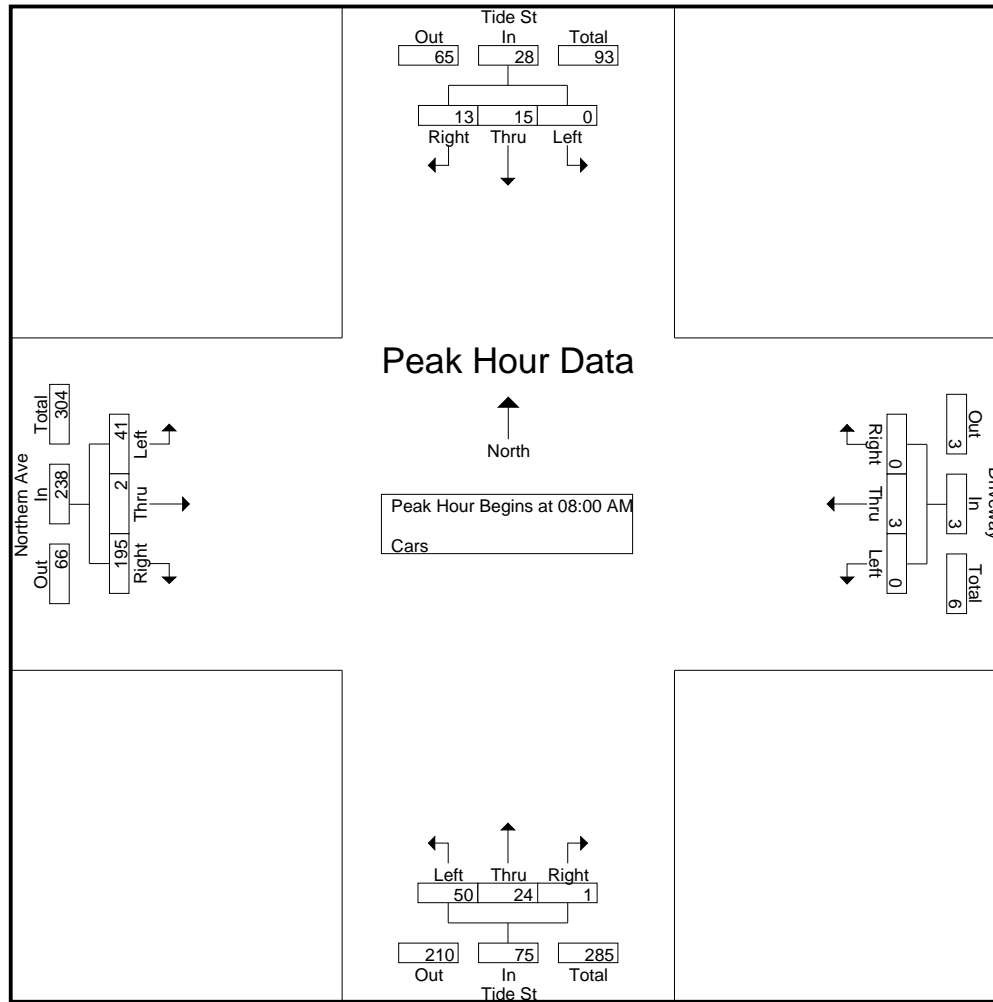 Tide St
Out In Total
65 28 93
13 15 0
Right Thru Left
Peak Hour Data
North
Peak Hour Begins at 08:00 AM
Cars
Northern Ave
Total In Out
304 238 66
41 2 195
Left Thru Right
Driveway
Out In Total
3 3 6
0 3 0
Right Thru Left
Left Thru Right
50 24 1
210 75 285
Out In Total
Tide St